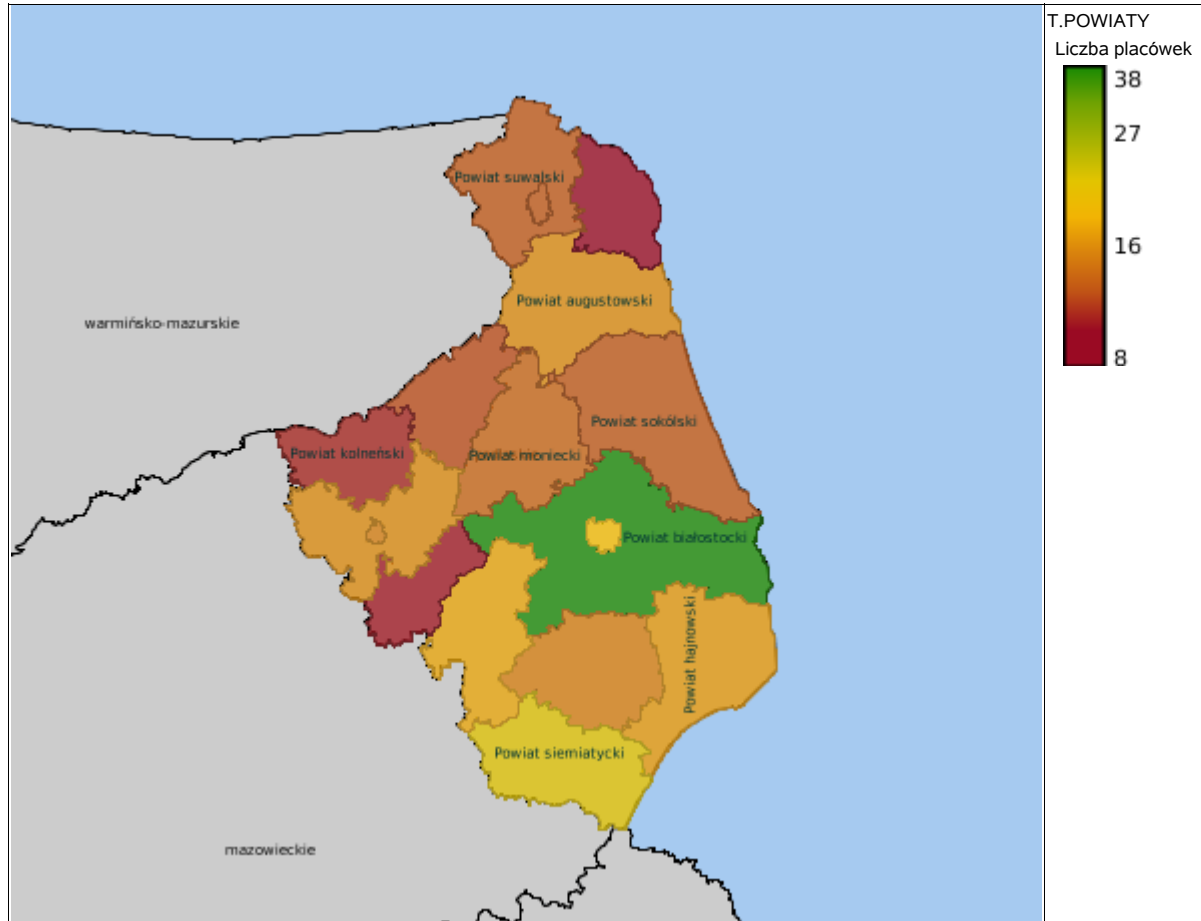 T.POWIATY
Liczba placówek
38
27
16
8
Powiat suwalski
Powiat augustowski
warmińsko-mazurskie
Powiat sokólski
Powiat kolneński
Powiat moniecki
Powiat białostocki
Powiat hajnowski
Powiat siemiatycki
mazowieckie